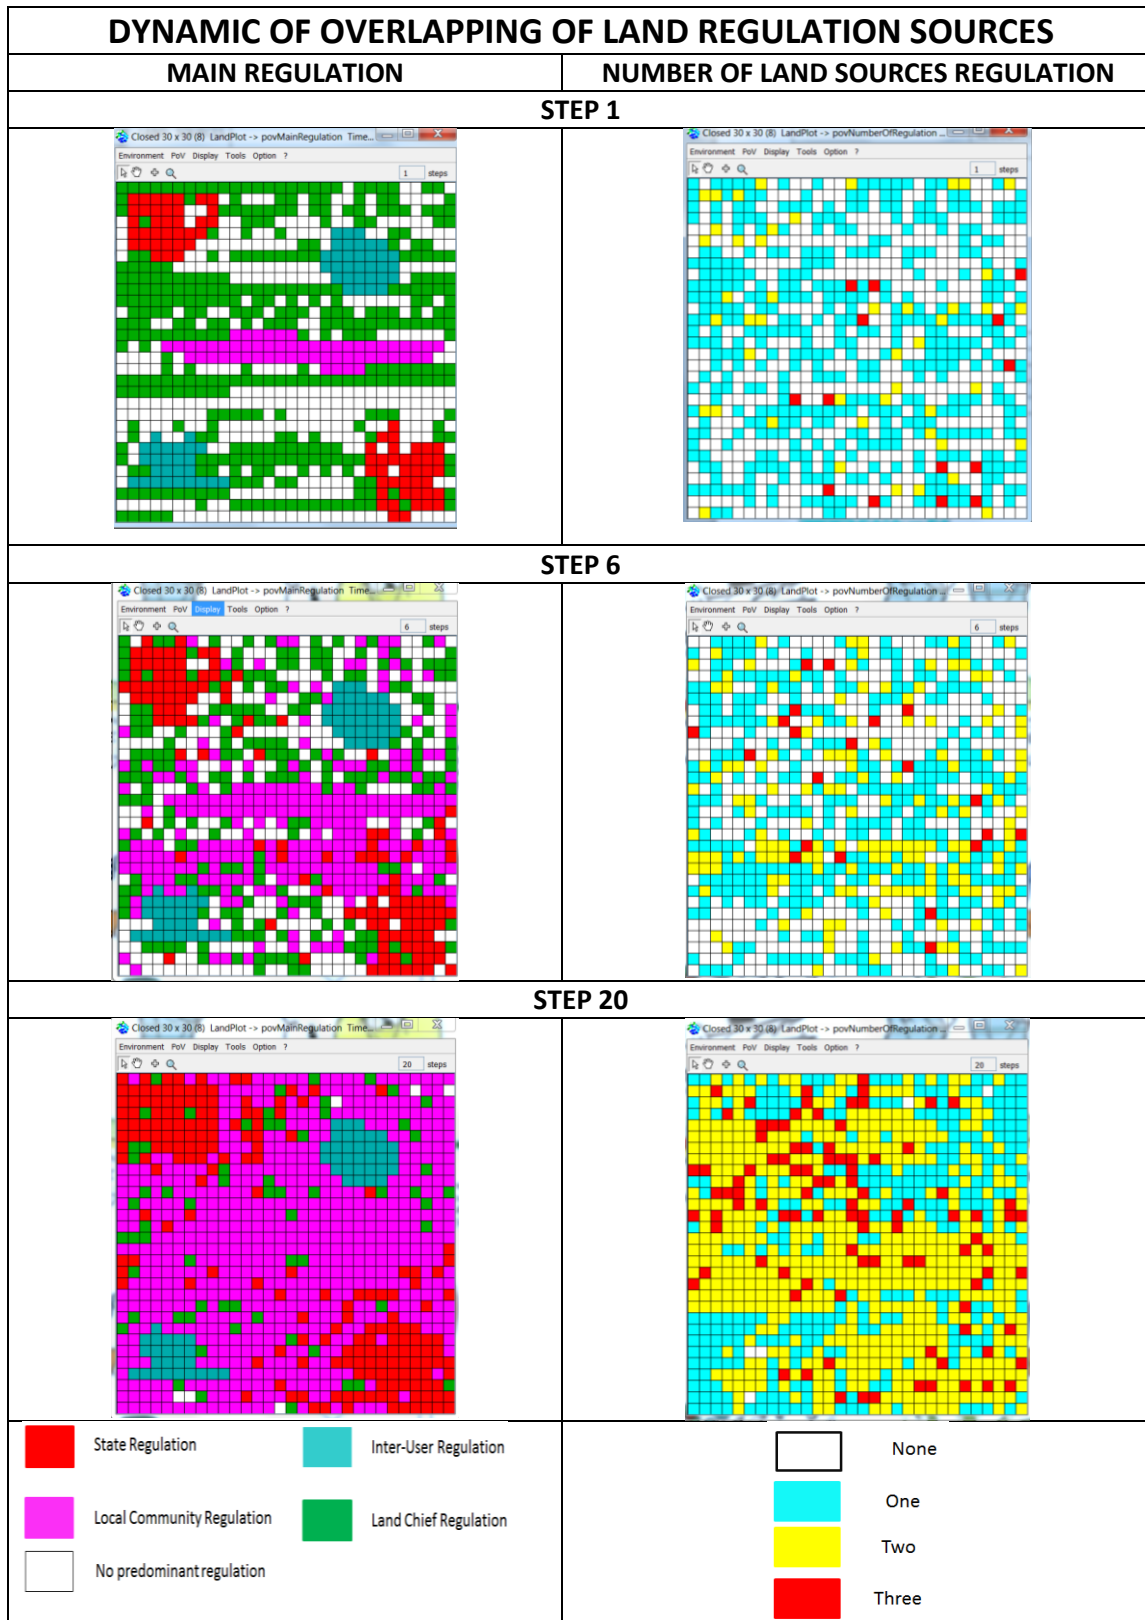 DYNAMIC OF OVERLAPPING OF LAND REGULATION SOURCES
MAIN REGULATION
NUMBER OF LAND SOURCES REGULATION
STEP 1
Closed 30 x 30 (8) LandPlot -> povMainRegulation Time...
Environment PoV Display Tools Option ?
1 steps
Closed 30 x 30 (8) LandPlot -> povNumberOfRegulation ...
Environment PoV Display Tools Option ?
1 steps
STEP 6
Closed 30 x 30 (8) LandPlot -> povMainRegulation Time...
Environment PoV Display Tools Option ?
6 steps
Closed 30 x 30 (8) LandPlot -> povNumberOfRegulation ...
Environment PoV Display Tools Option ?
6 steps
STEP 20
Closed 30 x 30 (8) LandPlot -> povMainRegulation Time...
Environment PoV Display Tools Option ?
20 steps
Closed 30 x 30 (8) LandPlot -> povNumberOfRegulation ...
Environment PoV Display Tools Option ?
20 steps
State Regulation
Inter-User Regulation
Local Community Regulation
Land Chief Regulation
No predominant regulation
None
One
Two
Three